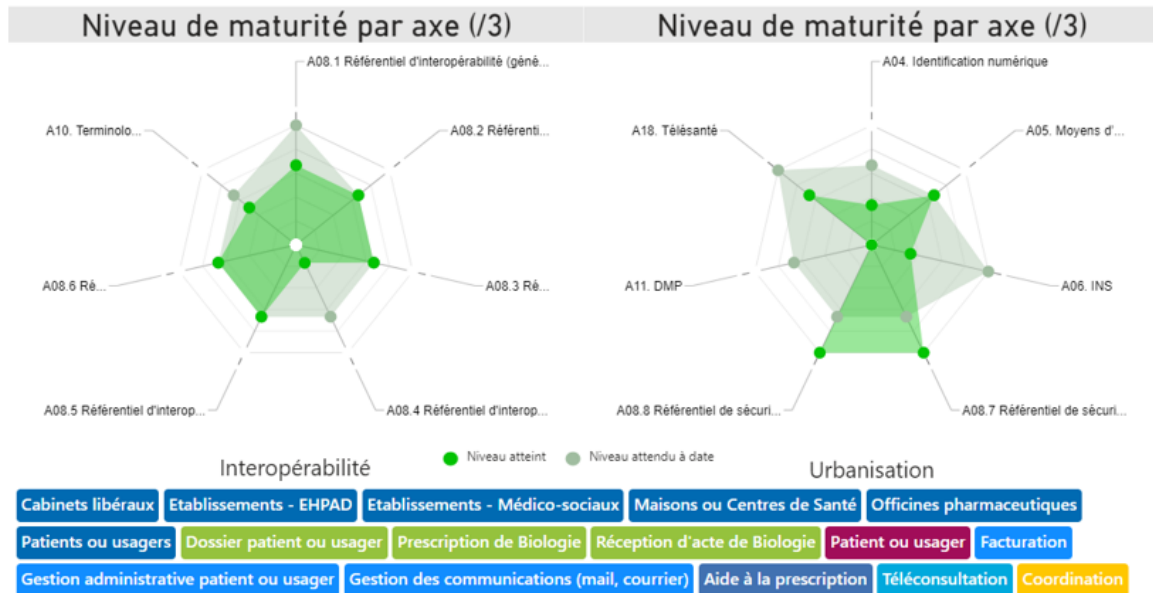 Niveau de maturité par axe (/3)
Niveau de maturité par axe (/3)
A08.1 Référentiel d'interopérabilité (géné...
A10. Terminolo...
A08.2 Référenti...
A08.6 Ré...
A08.3 Ré...
A08.5 Référentiel d'interop...
A08.4 Référentiel d'interop...
A04. Identification numérique
A18. Télésanté
A05. Moyens d'...
A11. DMP
A06. INS
A08.8 Référentiel de sécuri...
A08.7 Référentiel de sécuri...
Interopérabilité
Niveau atteint
Niveau attendu à date
Urbanisation
Cabinets libéraux
Etablissements - EHPAD
Etablissements - Médico-sociaux
Maisons ou Centres de Santé
Officines pharmaceutiques
Patients ou usagers
Dossier patient ou usager
Prescription de Biologie
Réception d'acte de Biologie
Patient ou usager
Facturation
Gestion administrative patient ou usager
Gestion des communications (mail, courrier)
Aide à la prescription
Téléconsultation
Coordination